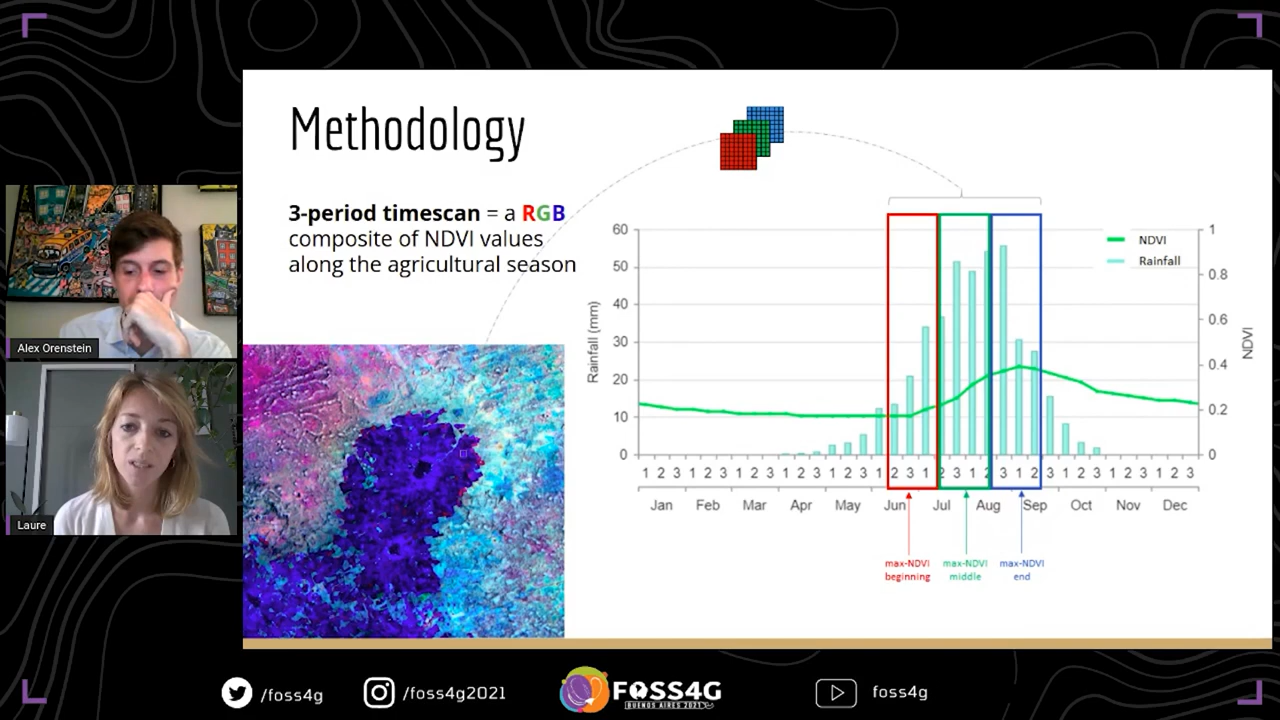 Methodology
3-period timescan = a RGB
composite of NDVI values
along the agricultural season
Alex Orenstein
Laure
60
50
40
30
20
10
0
Rainfall (mm)
1
0.8
0.6
0.4
0.2
0
NDVI
NDVI
Rainfall
1 2 3 1 2 3 1 2 3 1 2 3 1 2 3 1 2 3 1 2 3 1 2 3 1 2 3 1 2 3 1 2 3 1 2 3
Jan Feb Mar Apr May Jun Jul Aug Sep Oct Nov Dec
max-NDVI
beginning
max-NDVI
middle
max-NDVI
end
/foss4g
/foss4g2021
FOSS4G
BUENOS AIRES 2021
foss4g